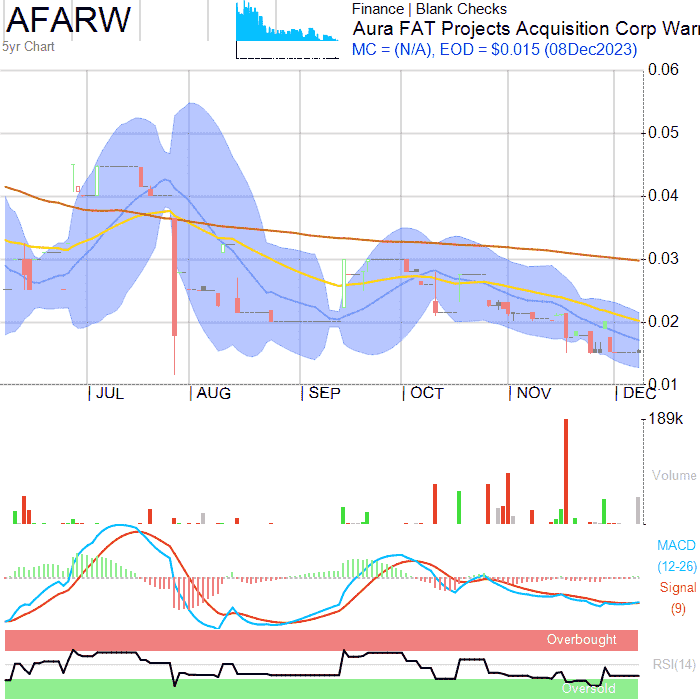 AFARW
5yr Chart
Finance | Blank Checks
Aura FAT Projects Acquisition Corp Warr
MC = (N/A), EOD = $0.015 (08Dec2023)
0.06
0.05
0.04
0.03
0.02
0.01
JUL AUG SEP OCT NOV DEC
189k
Volume
MACD
(12-26)
Signal
(9)
Overbought
RSI(14)
Oversold